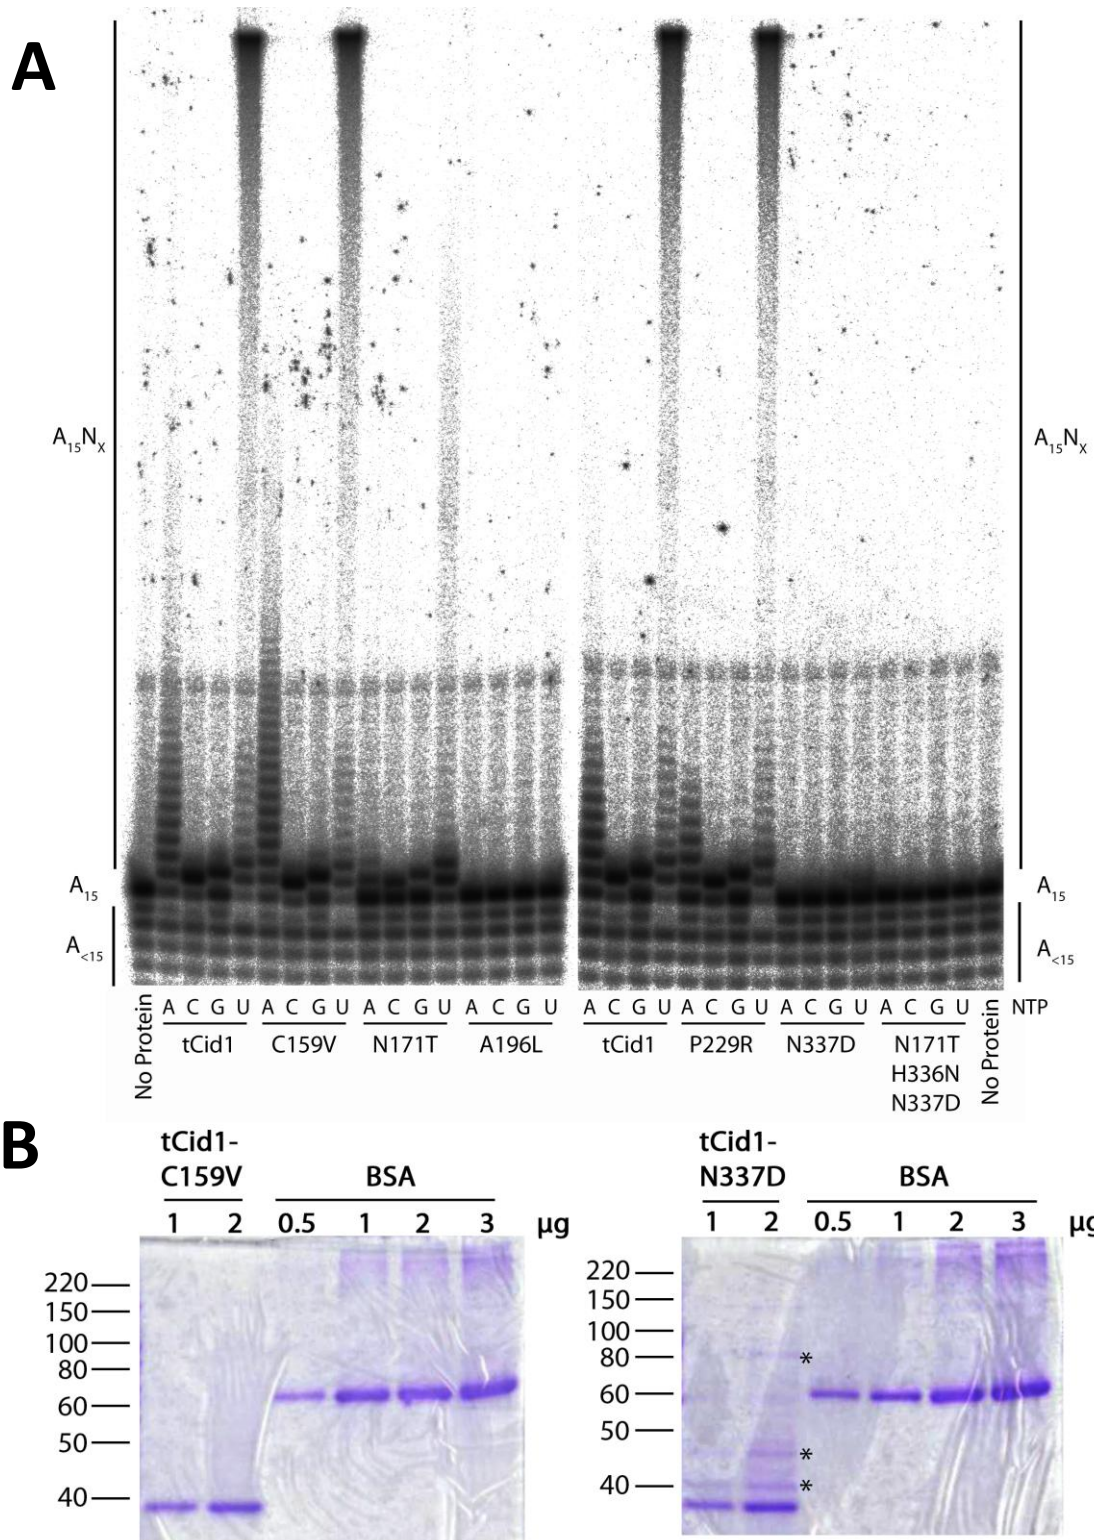 A
A₁₅Nₓ
A₁₅Nₓ
A₁₅
A₁₅
A<₁₅
A<₁₅
No Protein
A C G U A C G U A C G U A C G U A C G U A C G U A C G U A C G U NTP
No Protein
tCid1 C159V N171T A196L tCid1 P229R N337D N171T
H336N
N337D
B
tCid1-
C159V BSA
1 2 0.5 1 2 3 μg
220
150
100
80
60
50
40
tCid1-
N337D BSA
1 2 0.5 1 2 3 μg
220
150
100
80 *
60
50
*
40 *